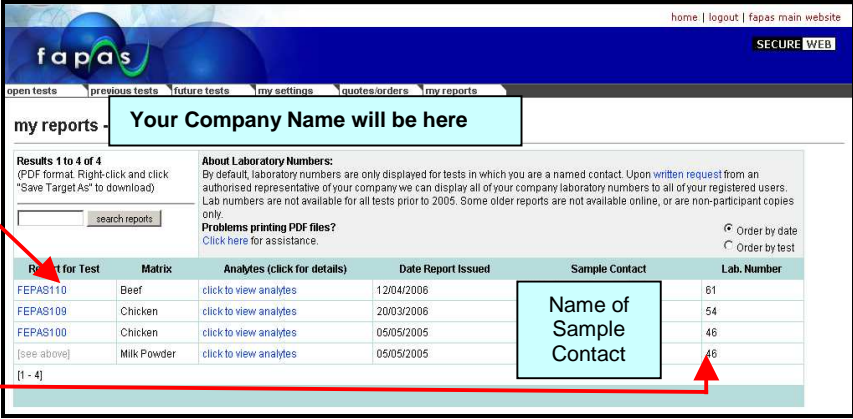 home | logout | fapas main website
fapas
SECURE WEB
open tests previous tests future tests my settings quotes/orders my reports
my reports - Your Company Name will be here
Results 1 to 4 of 4
(PDF format. Right-click and click
"Save Target As" to download)
search reports
About Laboratory Numbers:
By default, laboratory numbers are only displayed for tests in which you are a named contact. Upon written request from an
authorised representative of your company we can display all of your company laboratory numbers to all of your registered users.
Lab numbers are not available for all tests prior to 2005. Some older reports are not available online, or are non-participant copies
only.
Problems printing PDF files?
Click here for assistance.
Order by date
Order by test
Report for Test Matrix Analytes (click for details) Date Report Issued Sample Contact Lab. Number
FEPAS110 Beef click to view analytes 12/04/2006 61
FEPAS109 Chicken click to view analytes 20/03/2006 54
FEPAS100 Chicken click to view analytes 05/05/2005 46
[see above] Milk Powder click to view analytes 05/05/2005 46
Name of
Sample
Contact
[1 - 4]